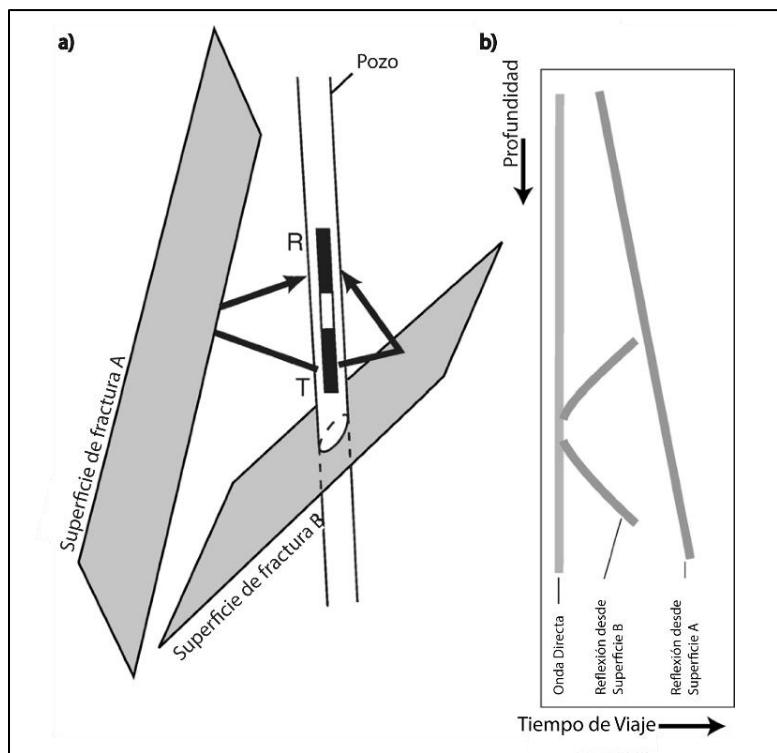 a)
Pozo
R
T
Superficie de fractura A
Superficie de fractura B
b)
Profundidad
Onda Directa
Reflexión desde
Superficie B
Reflexión desde
Superficie A
Tiempo de Viaje